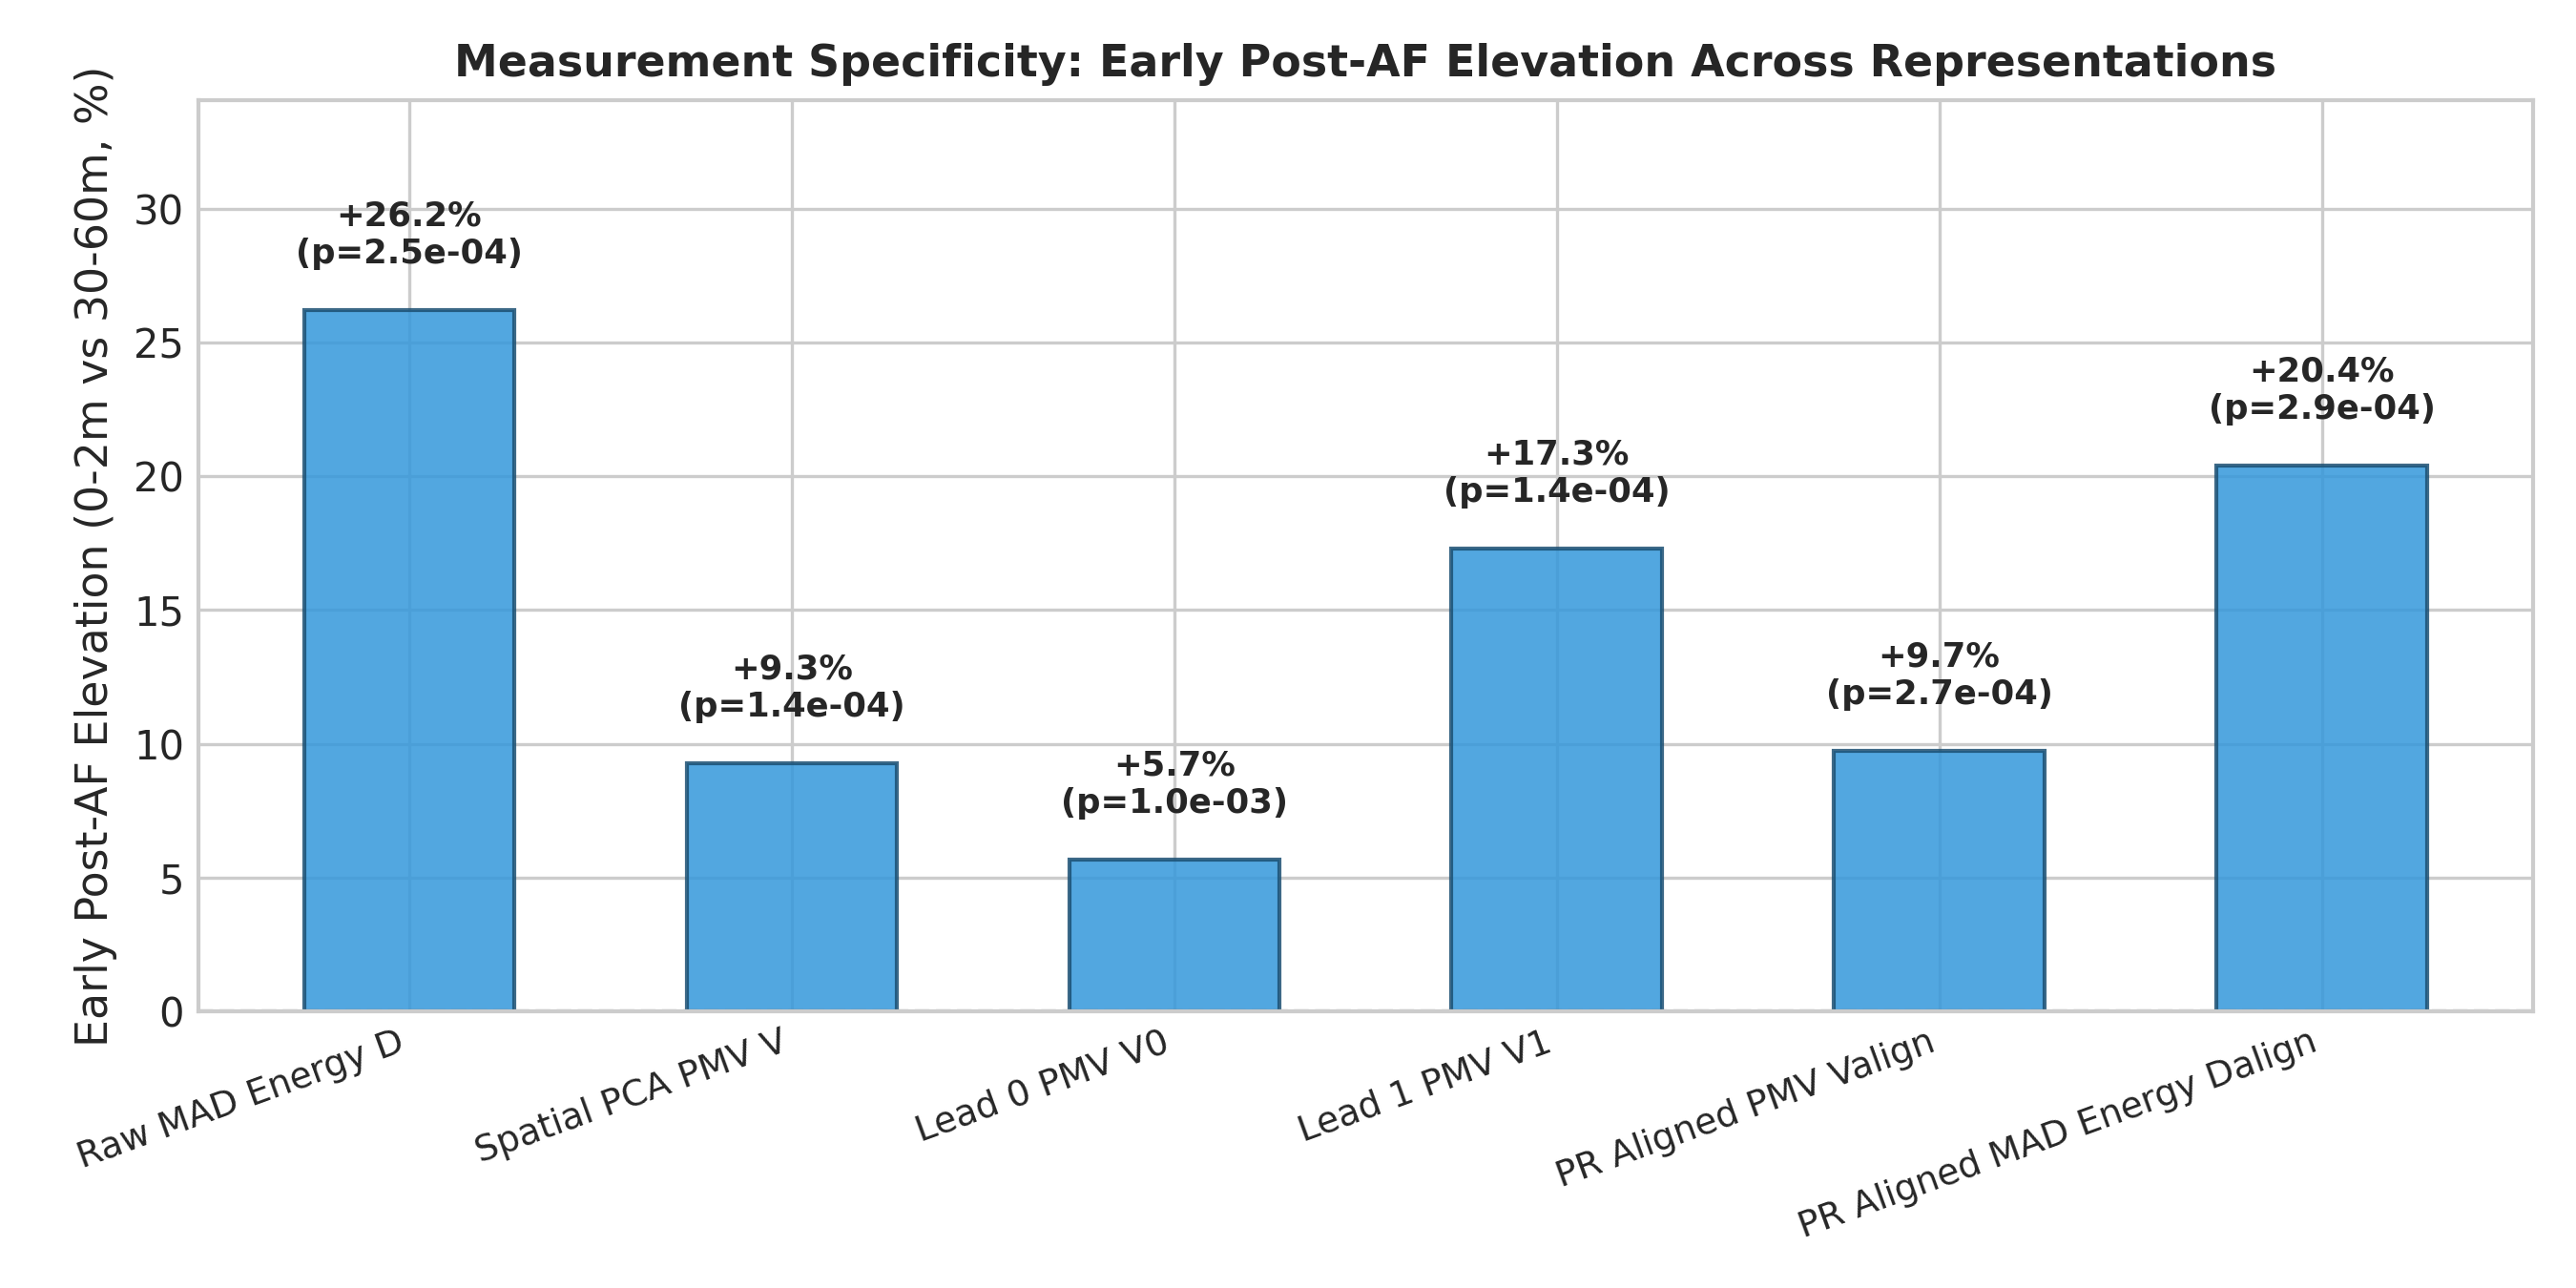 Measurement Specificity: Early Post-AF Elevation Across Representations
Early Post-AF Elevation (0-2m vs 30-60m, %)
30
25
20
15
10
5
0
+26.2%
(p=2.5e-04)
+9.3%
(p=1.4e-04)
+5.7%
(p=1.0e-03)
+17.3%
(p=1.4e-04)
+9.7%
(p=2.7e-04)
+20.4%
(p=2.9e-04)
Raw MAD Energy D
Spatial PCA PMV V
Lead 0 PMV V0
Lead 1 PMV V1
PR Aligned PMV Valign
PR Aligned MAD Energy Dalign